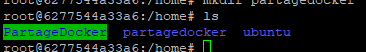 root@6277544a33a6:/home# mkdir partagedocker
root@6277544a33a6:/home# ls
PartageDocker partagedocker ubuntu
root@6277544a33a6:/home#